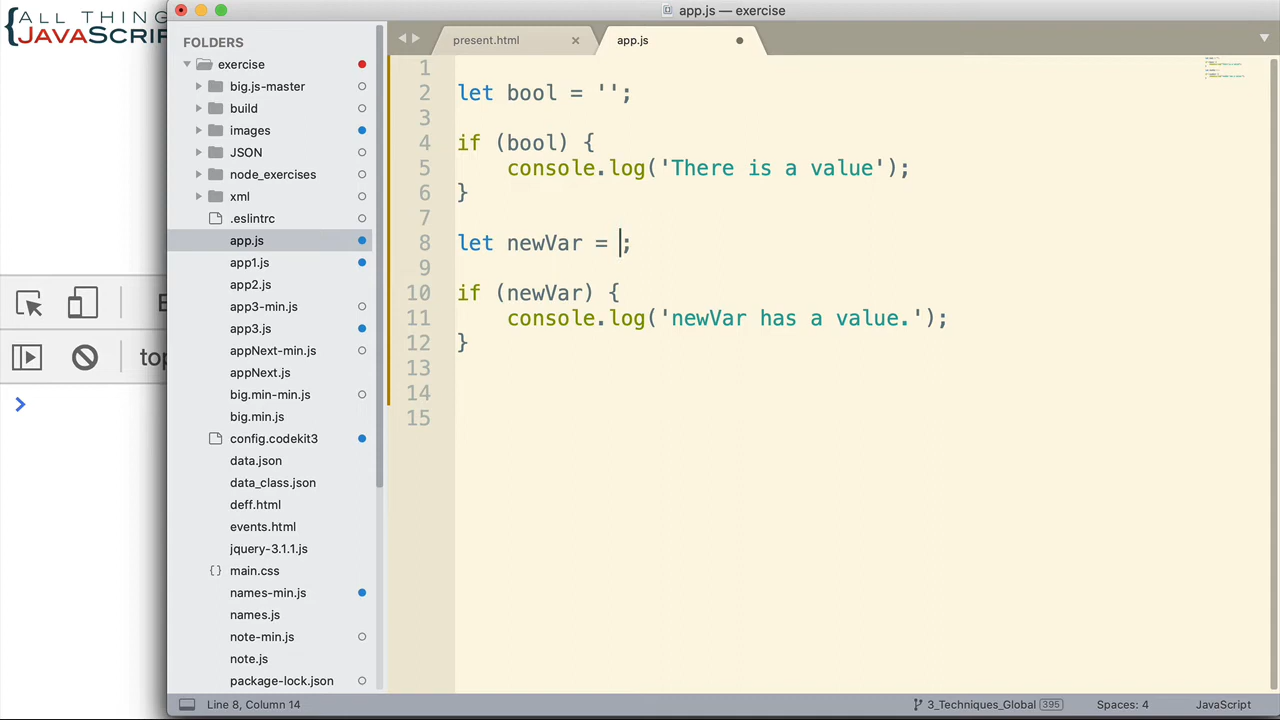 ALL THING
{JAVASCRIP
top
app.js — exercise
FOLDERS
exercise
big.js-master
build
images
JSON
node_exercises
xml
.eslintrc
app.js
app1.js
app2.js
app3-min.js
app3.js
appNext-min.js
appNext.js
big.min-min.js
big.min.js
config.codekit3
data.json
data_class.json
deff.html
events.html
jquery-3.1.1.js
{} main.css
names-min.js
names.js
note-min.js
note.js
package-lock.json
present.html
app.js
1
2 let bool = '';
3
4 if (bool) {
5 console.log('There is a value');
6 }
7
8 let newVar = ;
9
10 if (newVar) {
11 console.log('newVar has a value.');
12 }
13
14
15
Line 8, Column 14
3_Techniques_Global 395
Spaces: 4
JavaScript